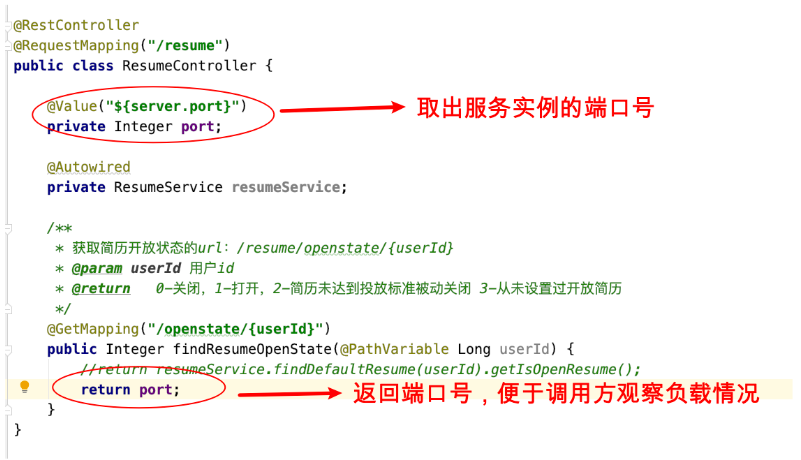 @RestController
@RequestMapping("/resume")
public class ResumeController {
@Value("${server.port}")
取出服务实例的端口号
private Integer port;
@Autowired
private ResumeService resumeService;
/**
* 获取简历开放状态的url：/resume/openstate/{userId}
* @param userId 用户id
* @return 0-关闭，1-打开，2-简历未达到投放标准被动关闭 3-从未设置过开放简历
*/
@GetMapping("/openstate/{userId}")
public Integer findResumeOpenState(@PathVariable Long userId) {
//return resumeService.findDefaultResume(userId).getIsOpenResume();
return port;
返回端口号，便于调用方观察负载情况
}
}